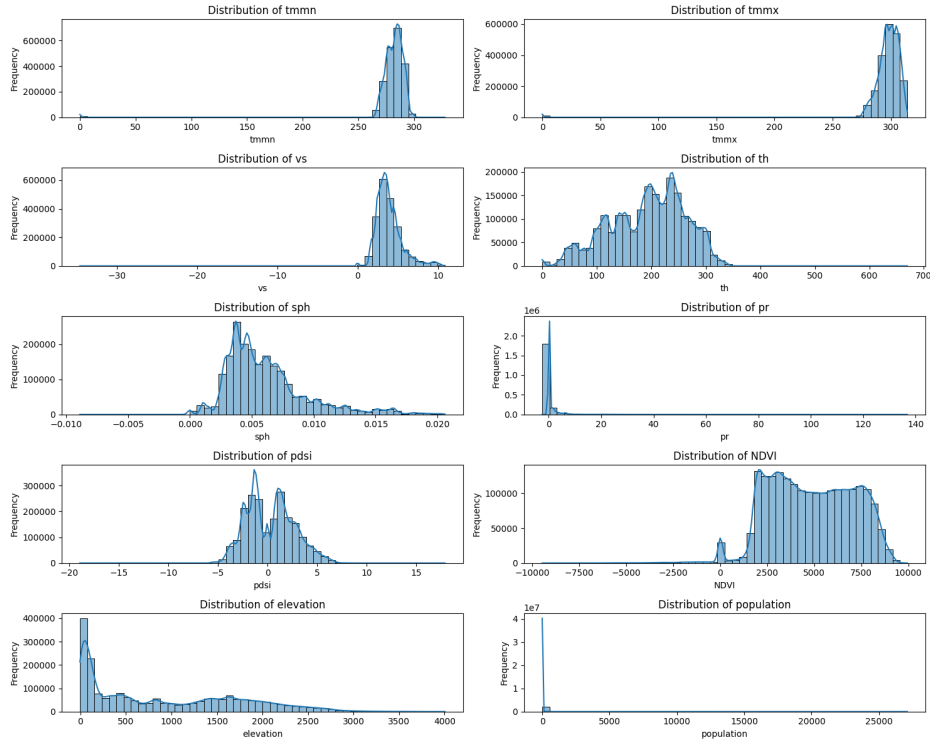 Distribution of tmmn
Frequency
600000
400000
200000
0
0 50 100 150 200 250 300
tmmn
Distribution of tmmx
Frequency
600000
400000
200000
0
0 50 100 150 200 250 300
tmmx
Distribution of vs
Frequency
600000
400000
200000
0
−30 −20 −10 0 10
vs
Distribution of th
Frequency
200000
150000
100000
50000
0
0 100 200 300 400 500 600 700
th
Distribution of sph
Frequency
200000
100000
0
−0.010 −0.005 0.000 0.005 0.010 0.015 0.020
sph
Distribution of pr
1e6
Frequency
2.0
1.5
1.0
0.5
0.0
0 20 40 60 80 100 120 140
pr
Distribution of pdsi
Frequency
300000
200000
100000
0
−20 −15 −10 −5 0 5 10 15
pdsi
Distribution of NDVI
Frequency
100000
50000
0
−10000 −7500 −5000 −2500 0 2500 5000 7500 10000
NDVI
Distribution of elevation
Frequency
400000
300000
200000
100000
0
0 500 1000 1500 2000 2500 3000 3500 4000
elevation
Distribution of population
1e7
Frequency
4
3
2
1
0
0 5000 10000 15000 20000 25000
population